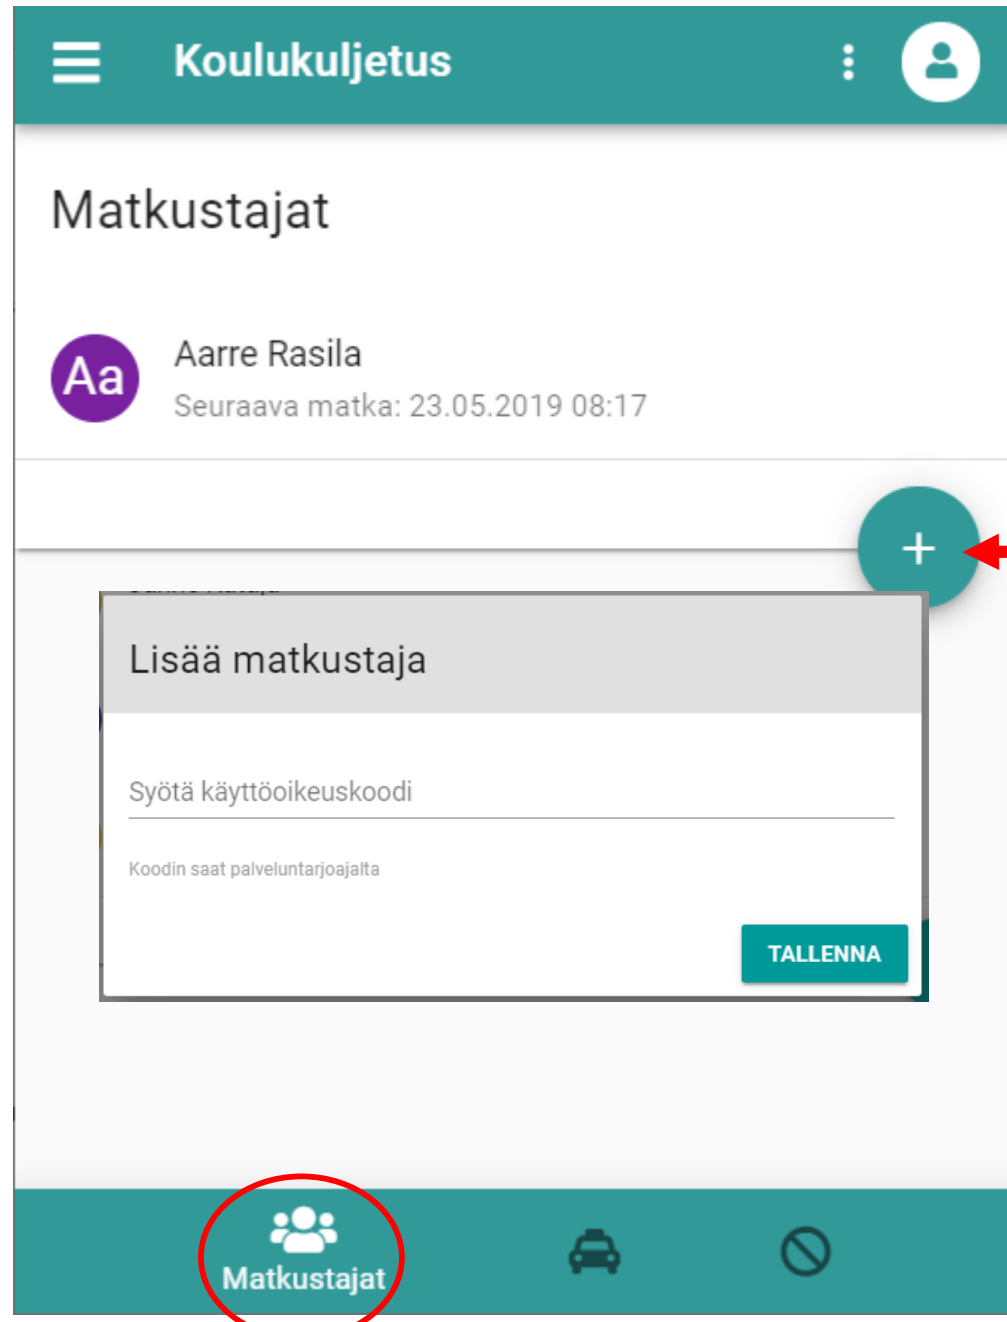 Koulukuljetus
Matkustajat
Aa
Aarre Rasila
Seuraava matka: 23.05.2019 08:17
Lisää matkustaja
Syötä käyttöoikeuskoodi
Koodin saat palveluntarjoajalta
TALLENNA
Matkustajat